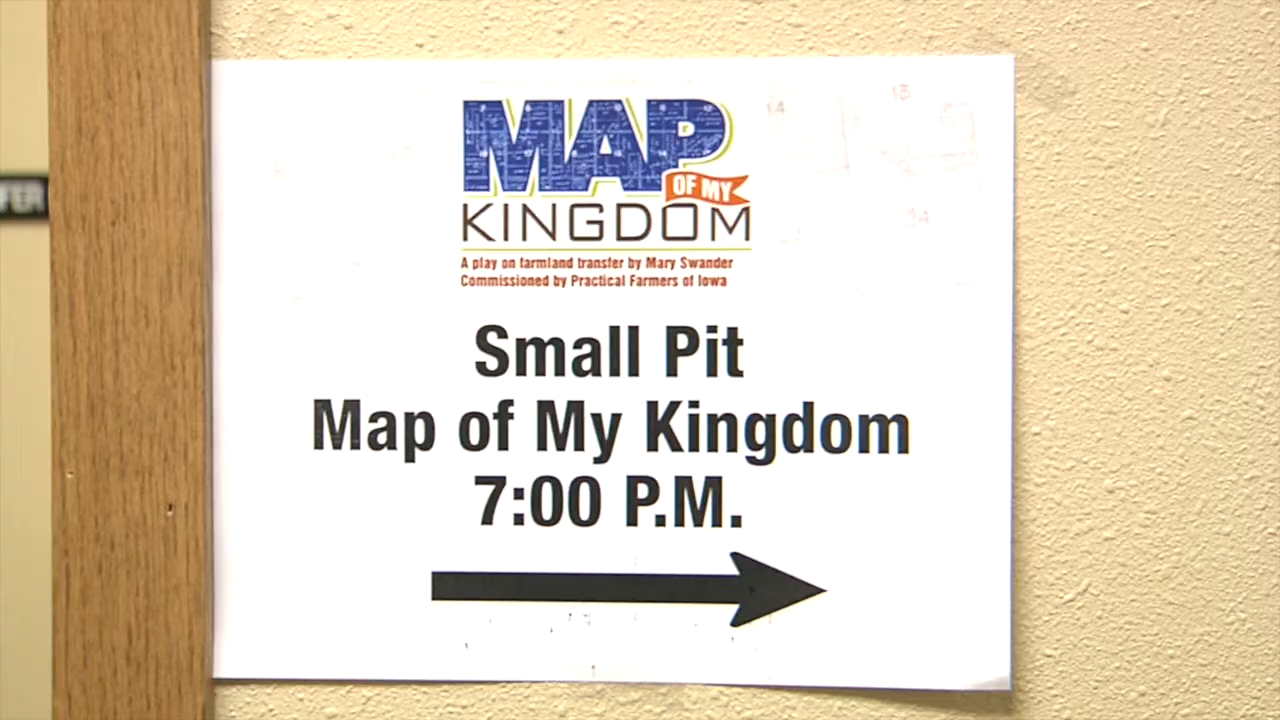 MAP
OF MY
KINGDOM
A play on farmland transfer by Mary Swander
Commissioned by Practical Farmers of Iowa
Small Pit
Map of My Kingdom
7:00 P.M.